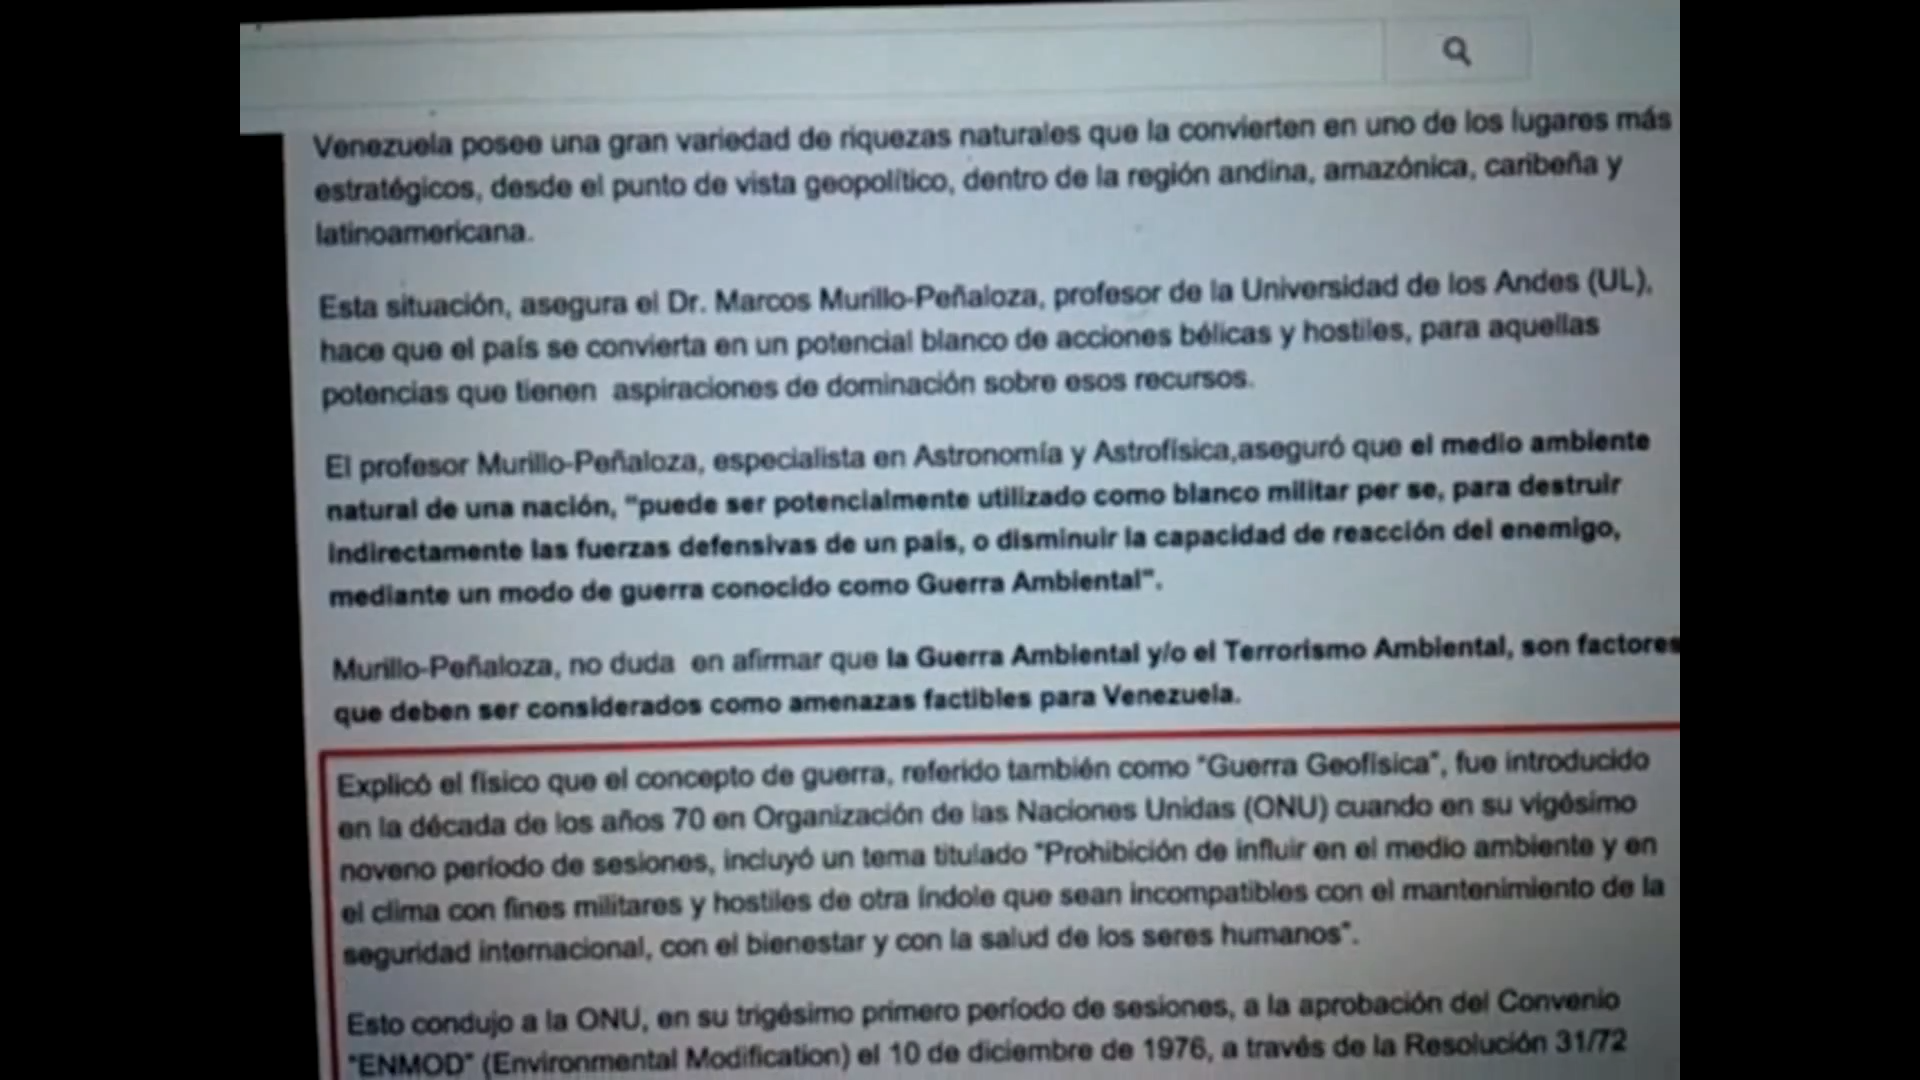 Venezuela posee una gran variedad de riquezas naturales que la convierten en uno de los lugares más
estratégicos, desde el punto de vista geopolítico, dentro de la región andina, amazónica, caribeña y
latinoamericana.
Esta situación, asegura el Dr. Marcos Murillo-Peñaloza, profesor de la Universidad de los Andes (UL),
hace que el país se convierta en un potencial blanco de acciones bélicas y hostiles, para aquellas
potencias que tienen aspiraciones de dominación sobre esos recursos.
El profesor Murillo-Peñaloza, especialista en Astronomía y Astrofísica,aseguró que el medio ambiente
natural de una nación, "puede ser potencialmente utilizado como blanco militar per se, para destruir
indirectamente las fuerzas defensivas de un país, o disminuir la capacidad de reacción del enemigo,
mediante un modo de guerra conocido como Guerra Ambiental".
Murillo-Peñaloza, no duda en afirmar que la Guerra Ambiental y/o el Terrorismo Ambiental, son factores
que deben ser considerados como amenazas factibles para Venezuela.
Explicó el físico que el concepto de guerra, referido también como "Guerra Geofísica", fue introducido
en la década de los años 70 en Organización de las Naciones Unidas (ONU) cuando en su vigésimo
noveno período de sesiones, incluyó un tema titulado "Prohibición de influir en el medio ambiente y en
el clima con fines militares y hostiles de otra índole que sean incompatibles con el mantenimiento de la
seguridad internacional, con el bienestar y con la salud de los seres humanos".
Esto condujo a la ONU, en su trigésimo primero período de sesiones, a la aprobación del Convenio
"ENMOD" (Environmental Modification) el 10 de diciembre de 1976, a través de la Resolución 31/72